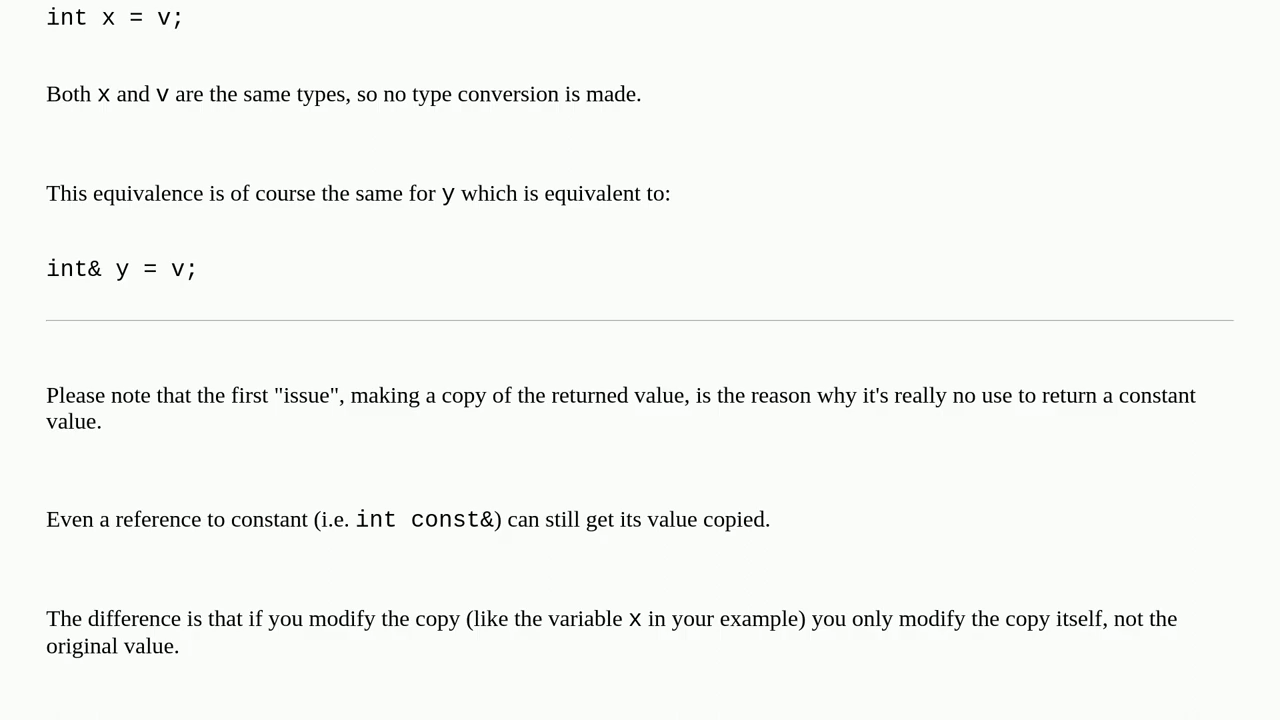 int x = v;
Both x and v are the same types, so no type conversion is made.
This equivalence is of course the same for y which is equivalent to:
int& y = v;
Please note that the first "issue", making a copy of the returned value, is the reason why it's really no use to return a constant
value.
Even a reference to constant (i.e. int const&) can still get its value copied.
The difference is that if you modify the copy (like the variable x in your example) you only modify the copy itself, not the
original value.